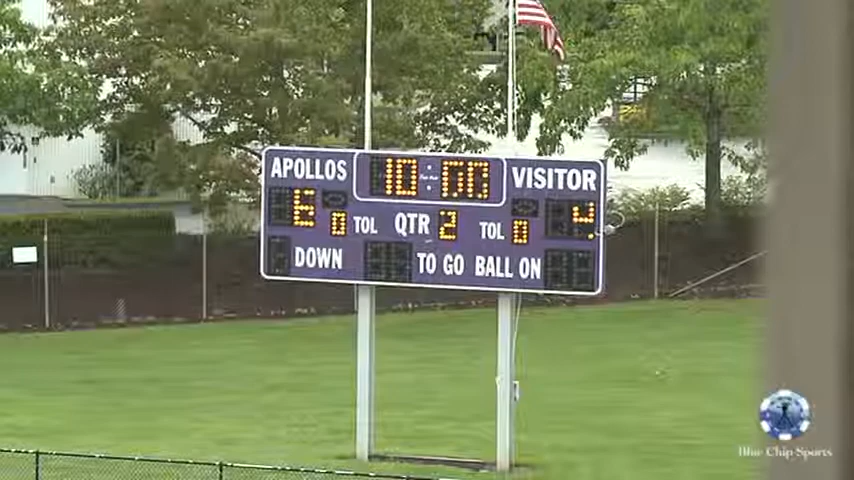 APOLLOS 10:00 VISITOR
6 0 TOL QTR 2 TOL 0 4
DOWN TO GO BALL ON
Blue Chip Sports